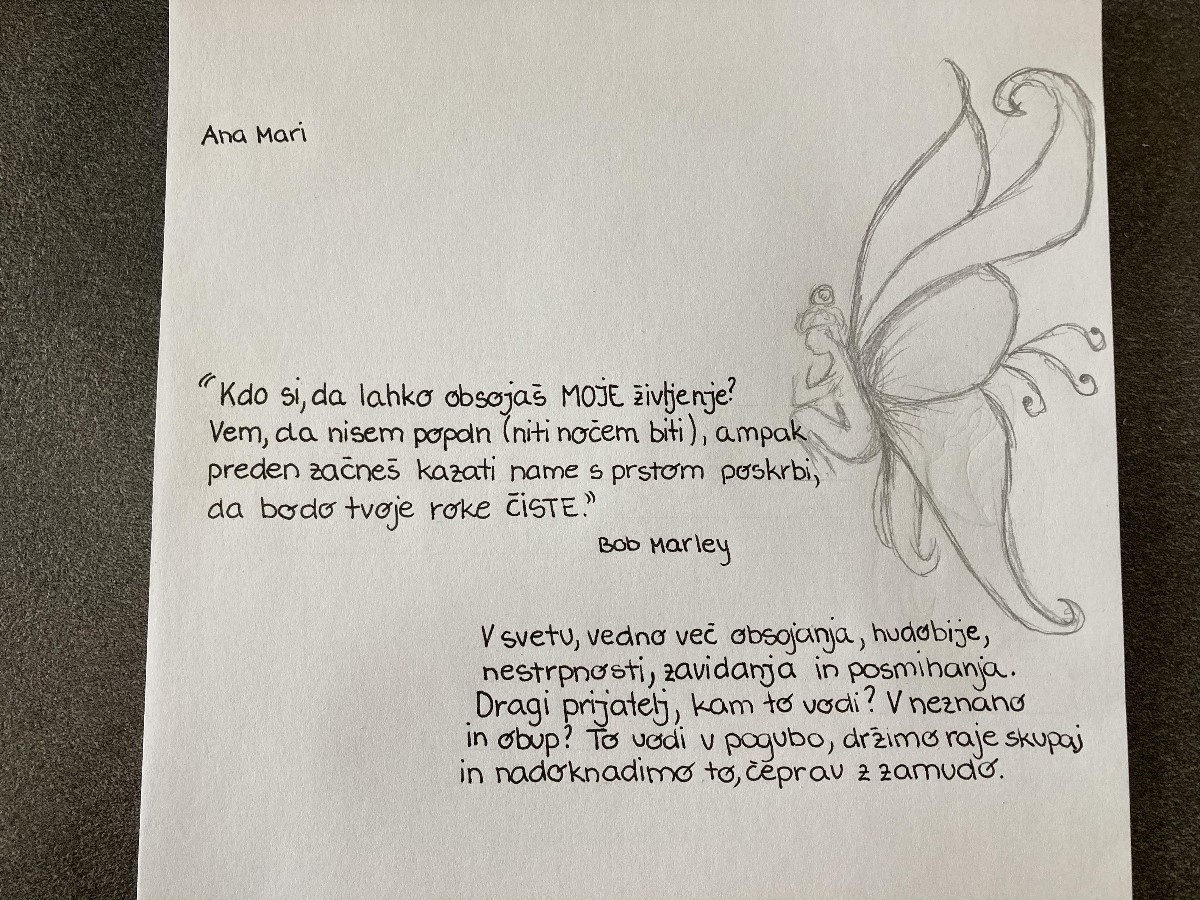 Ana Mari
"Kdo si, da lahko obsojaš MOJE življenje?
Vem, da nisem popoln (niti nočem biti), ampak
preden začneš kazati name s prstom poskrbi,
da bodo tvoje roke ČISTE."
Bob Marley
V svetu, vedno več obsojanja, hudobije,
nestrpnosti, zavidanja in posmihanja.
Dragi prijatelj, kam to vodi? V neznano
in obup? To vodi v pogubo, držimo raje skupaj
in nadoknadimo to, čeprav z zamudo.